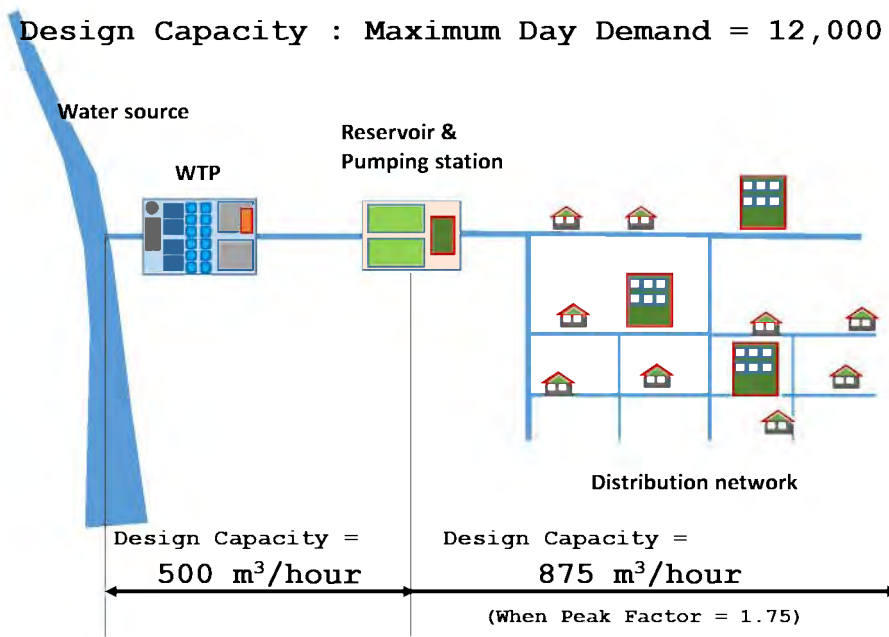 Design Capacity : Maximum Day Demand = 12,000
Water source
Reservoir &
Pumping station
WTP
Distribution network
Design Capacity =
500 m³/hour
Design Capacity =
875 m³/hour
(When Peak Factor = 1.75)